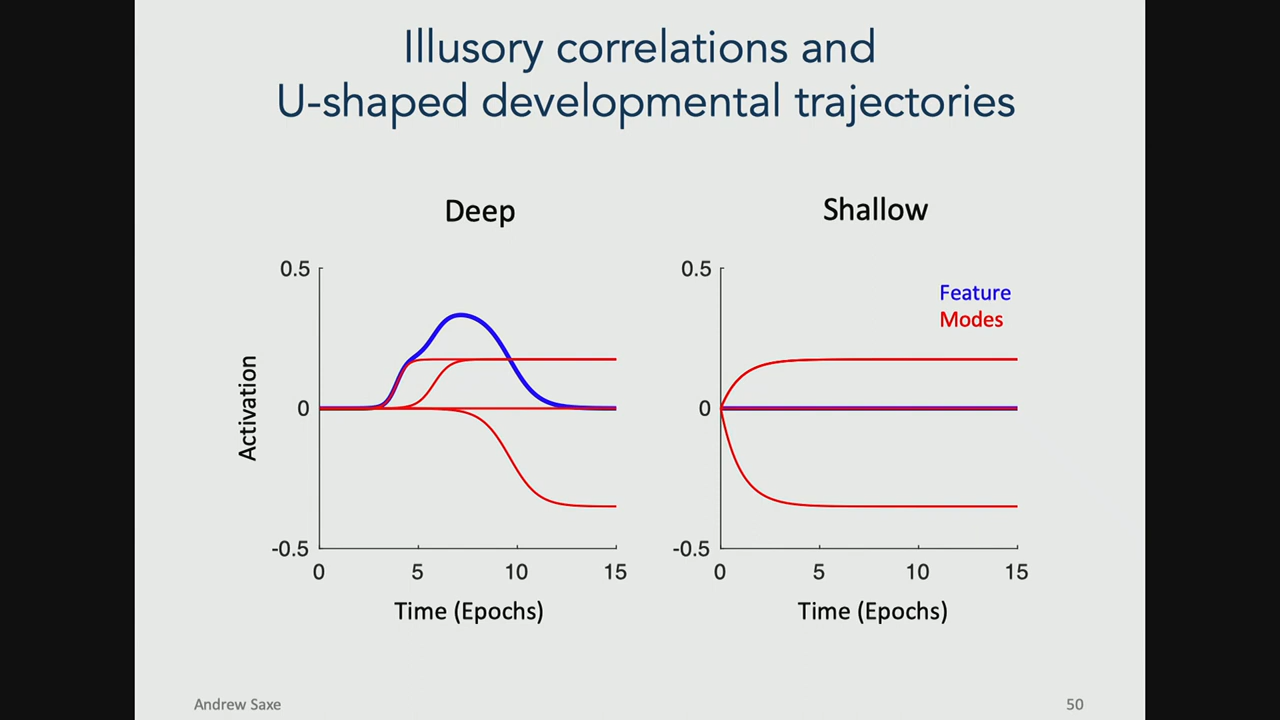 Illusory correlations and
U-shaped developmental trajectories
Deep
0.5
0
-0.5
Activation
0
5
10
15
Time (Epochs)
Shallow
0.5
0
-0.5
Feature
Modes
0
5
10
15
Time (Epochs)
Andrew Saxe
50